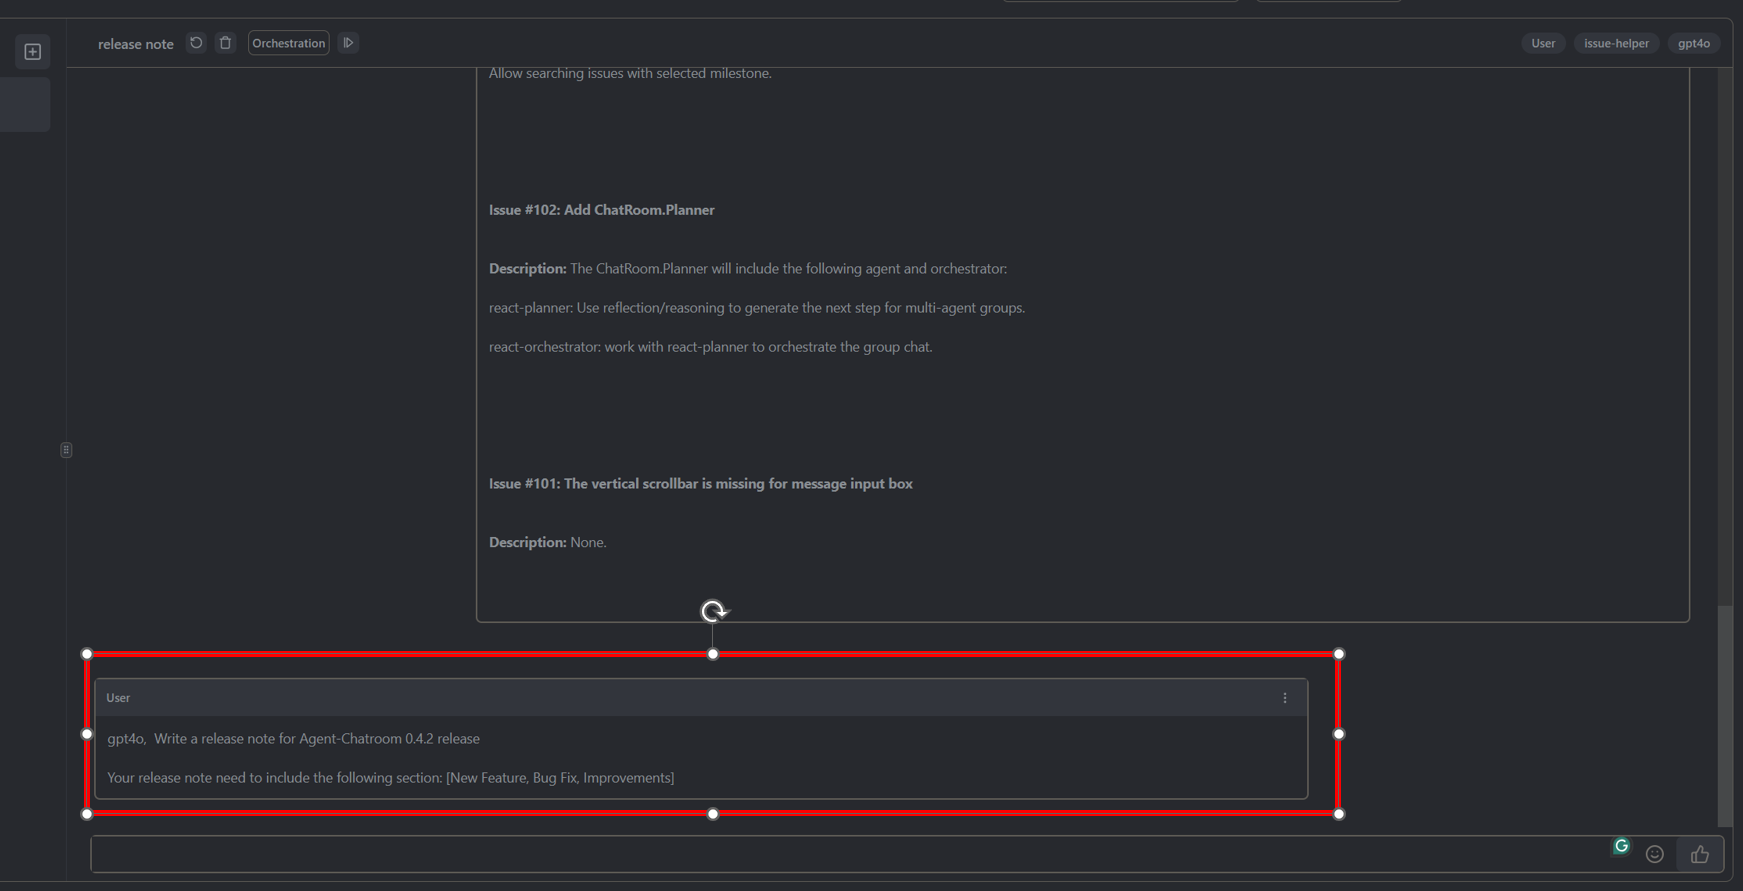 release note
Orchestration
User
issue-helper
gpt4o
Allow searching issues with selected milestone.
Issue #102: Add ChatRoom.Planner
Description: The ChatRoom.Planner will include the following agent and orchestrator:
react-planner: Use reflection/reasoning to generate the next step for multi-agent groups.
react-orchestrator: work with react-planner to orchestrate the group chat.
Issue #101: The vertical scrollbar is missing for message input box
Description: None.
User
gpt4o,  Write a release note for Agent-Chatroom 0.4.2 release
Your release note need to include the following section: [New Feature, Bug Fix, Improvements]